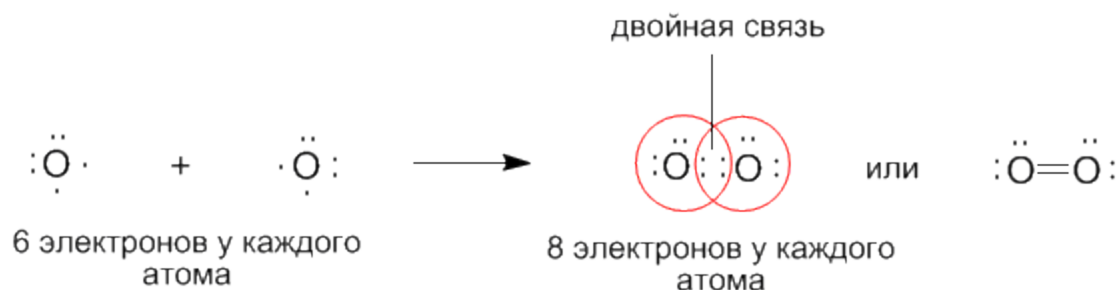 двойная связь
:Ö· + ·Ö: :Ö::Ö: или :Ö=Ö:
6 электронов у каждого
атома
8 электронов у каждого
атома